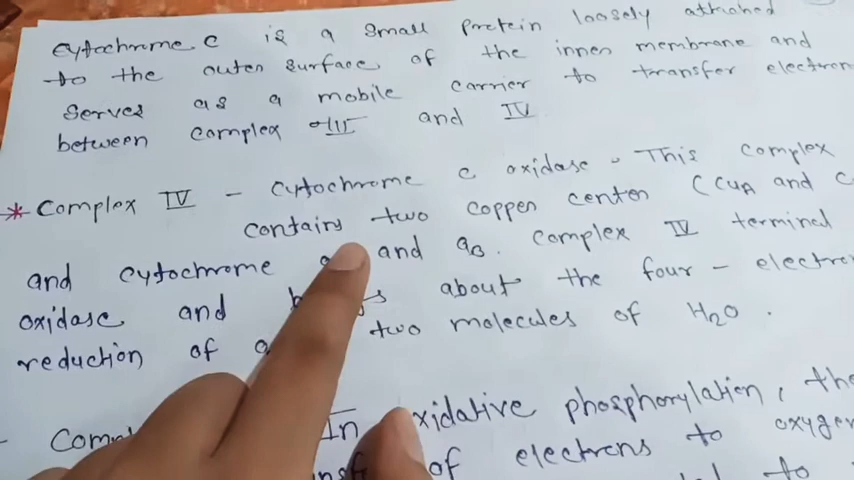 Cytochrome c is a small protein loosely attached
to the outer surface of the inner membrane and
serves as a mobile carrier to transfer electron
between complex III and IV
* Complex IV - Cytochrome c oxidase. This complex
contains two copper center (CuA and C
and cytochrome a and a3. Complex IV terminal
oxidase and about the four-electro
reduction of two molecules of H2O.
In oxidative phosphorylation, the
of electrons to oxygen
to